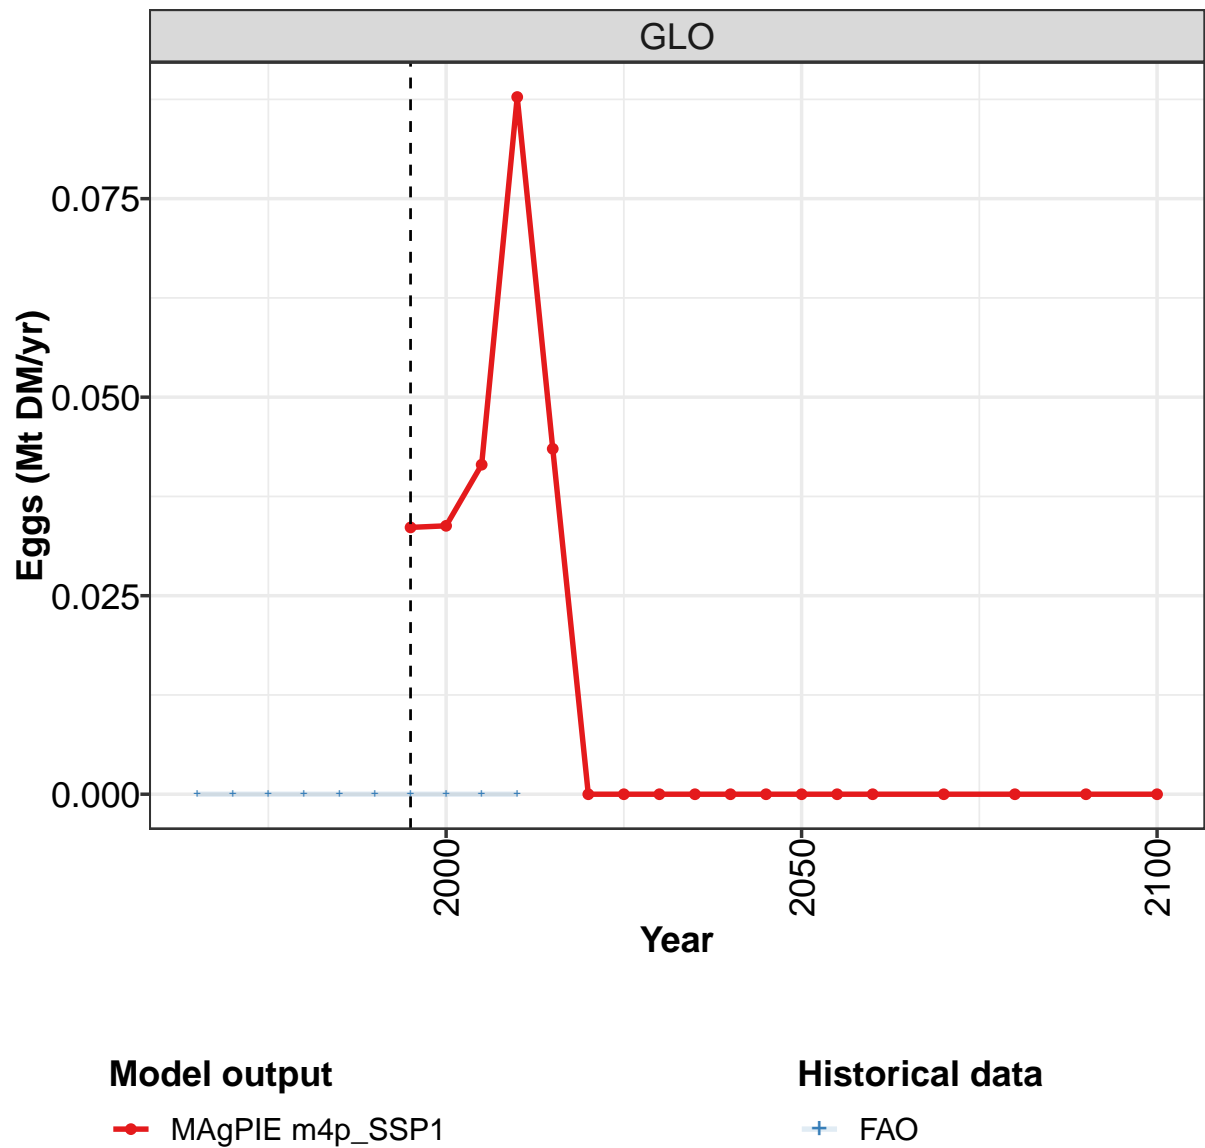 GLO
Eggs (Mt DM/yr)
0.075
0.050
0.025
0.000
2000
2050
2100
Year
Model output
MAgPIE m4p_SSP1
Historical data
FAO